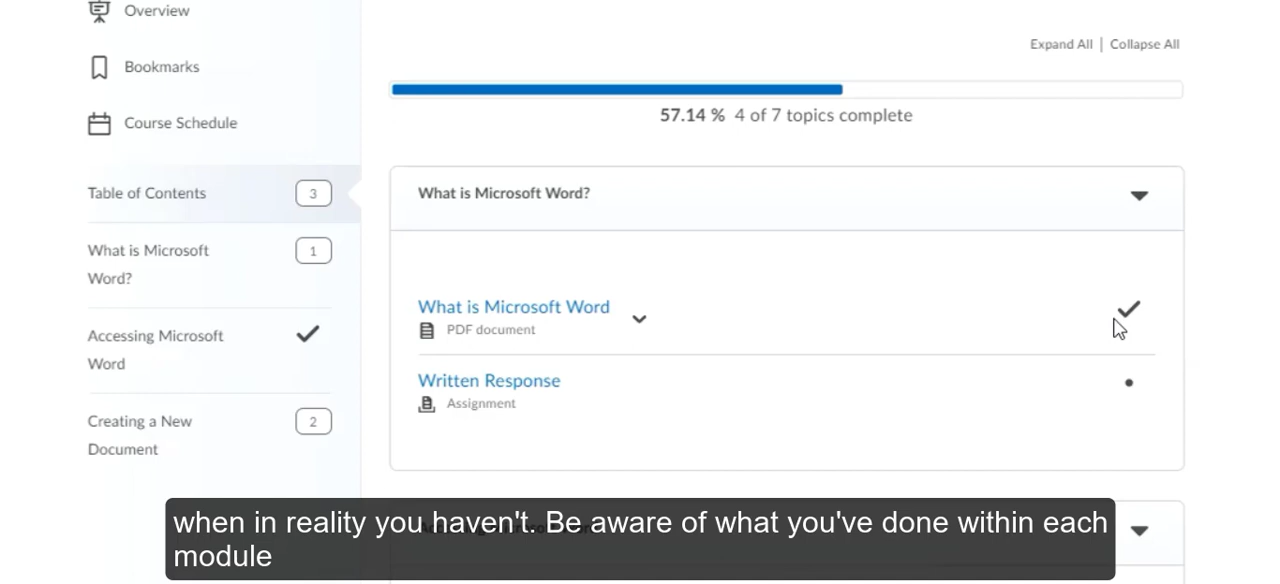 Overview
Bookmarks
Course Schedule
Table of Contents 3
What is Microsoft Word? 1
Accessing Microsoft
Word
Creating a New 2
Document
Expand All | Collapse All
57.14 % 4 of 7 topics complete
What is Microsoft Word?
What is Microsoft Word
PDF document
Written Response
Assignment
when in reality you haven't. Be aware of what you've done within each
module